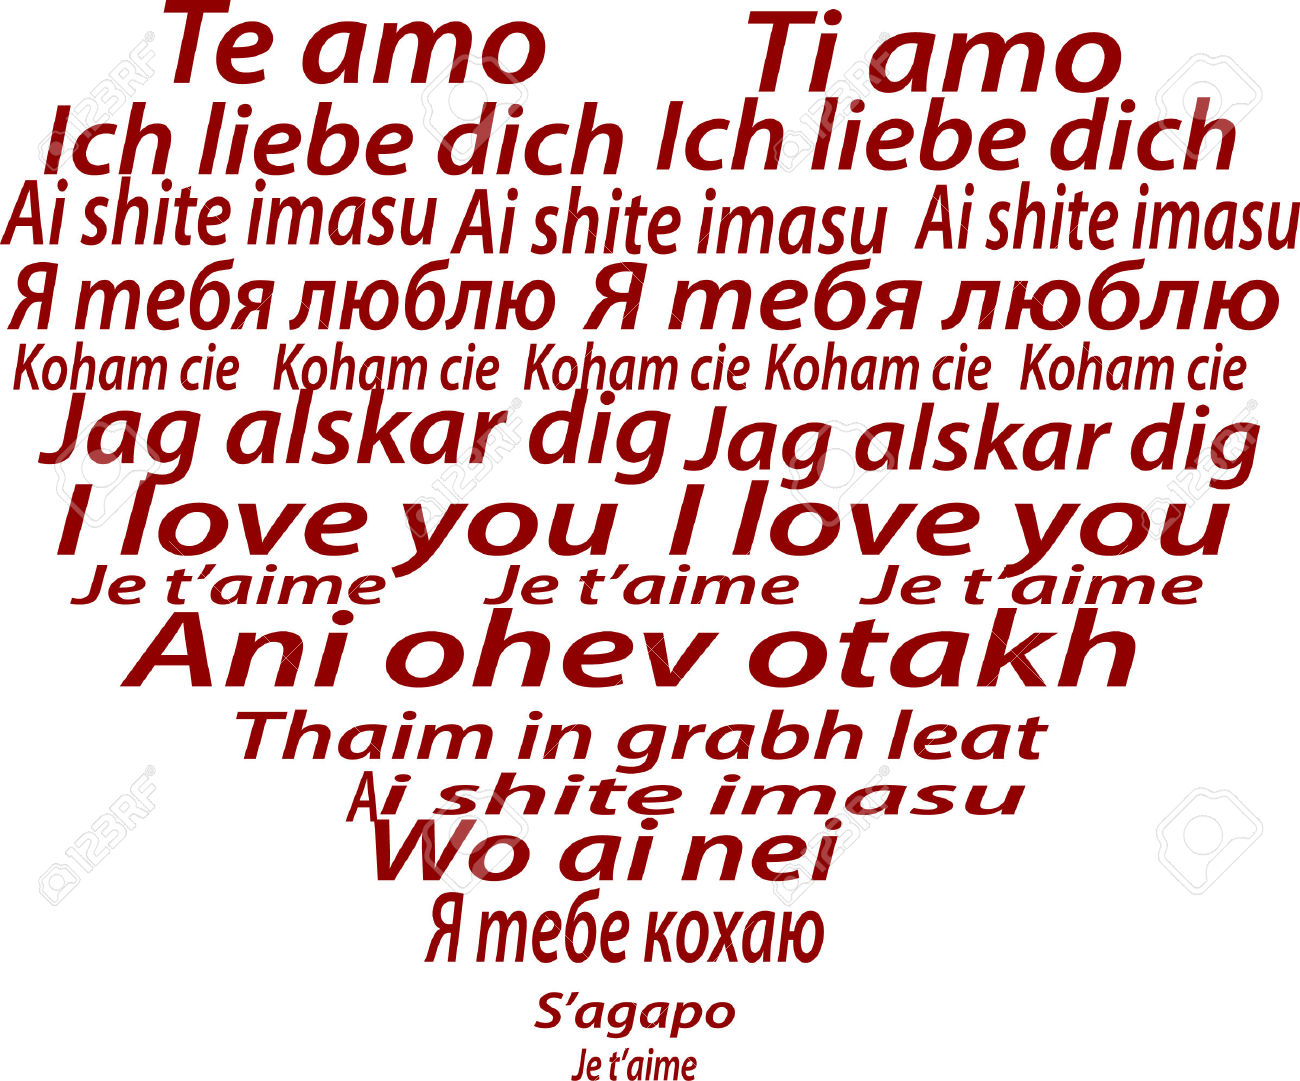 Te amo Ti amo
Ich liebe dich Ich liebe dich
Ai shite imasu Ai shite imasu Ai shite imasu
Я тебя люблю Я тебя люблю
Koham cie Koham cie Koham cie Koham cie Koham cie
Jag alskar dig Jag alskar dig
I love you I love you
Je t’aime Je t’aime Je t’aime
Ani ohev otakh
Thaim in grabh leat
Ai shite imasu
Wo ai nei
Я тебе кохаю
S’agapo
Je t’aime